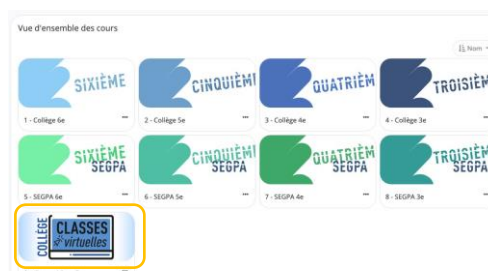 Vue d'ensemble des cours
Nom
SIXIÈME
CINQUIÈM
QUATRIÈM
TROISIÈM
1 - Collège 6e
2 - Collège 5e
3 - Collège 4e
4 - Collège 3e
SIXIÈME SEGPA
CINQUIÈM SEGPA
QUATRIÈM SEGPA
TROISIÈM SEGPA
5 - SEGPA 6e
6 - SEGPA 5e
7 - SEGPA 4e
8 - SEGPA 3e
COLLÈGE
CLASSES
virtuelles